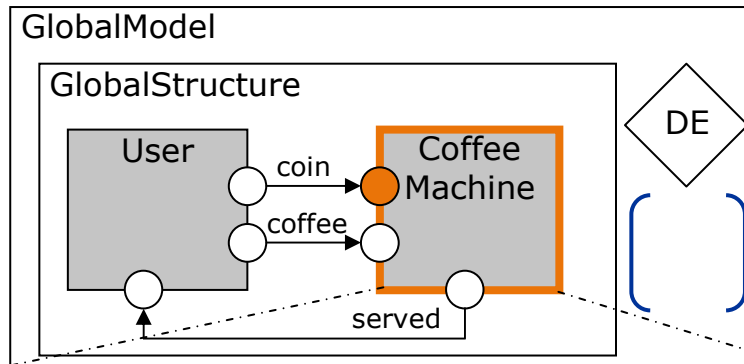 GlobalModel
GlobalStructure
User
coin
coffee
Coffee
Machine
served
DE